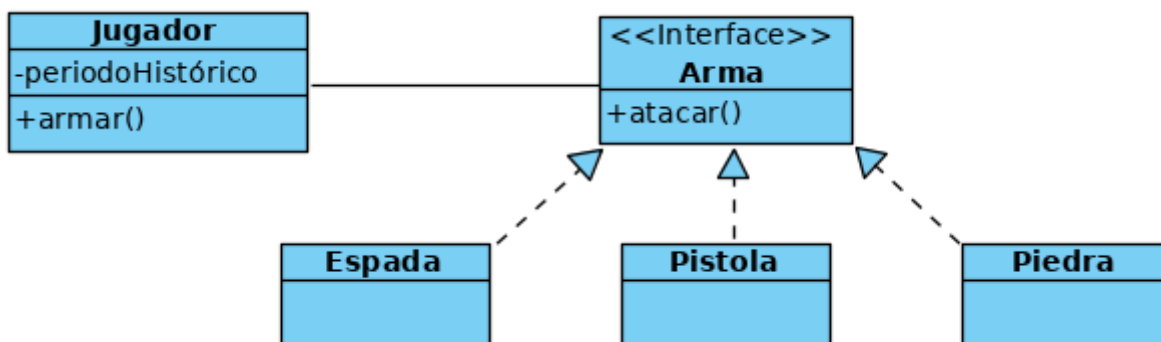 Jugador
-periodoHistórico
+armar()
<<Interface>>
Arma
+atacar()
Espada
Pistola
Piedra